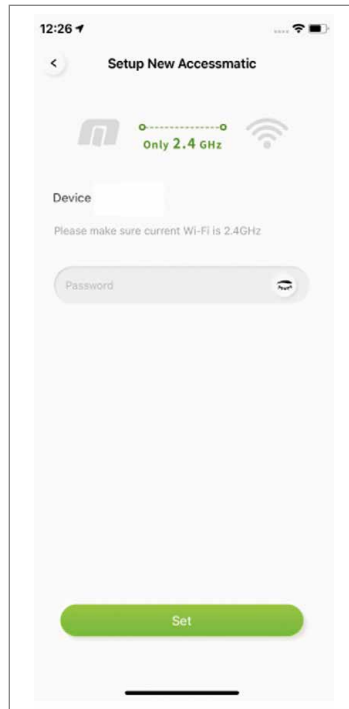 12:26
Setup New Accessmatic
Only 2.4 GHz
Device
Please make sure current Wi-Fi is 2.4GHz
Password
Set